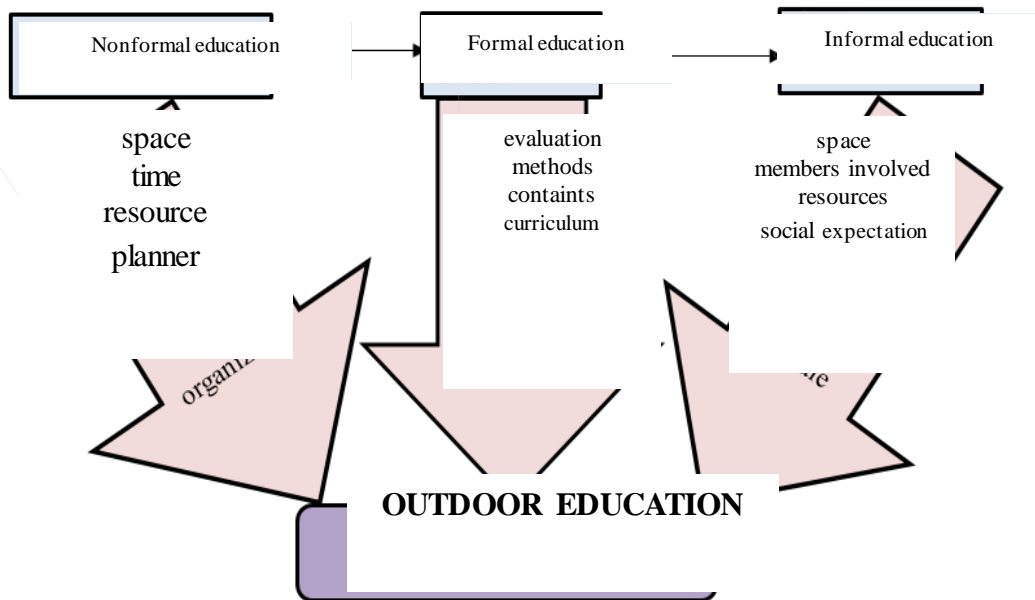 Nonformal education
Formal education
Informal education
space
time
resource
planner
evaluation
methods
containts
curriculum
space
members involved
resources
social expectation
OUTDOOR EDUCATION